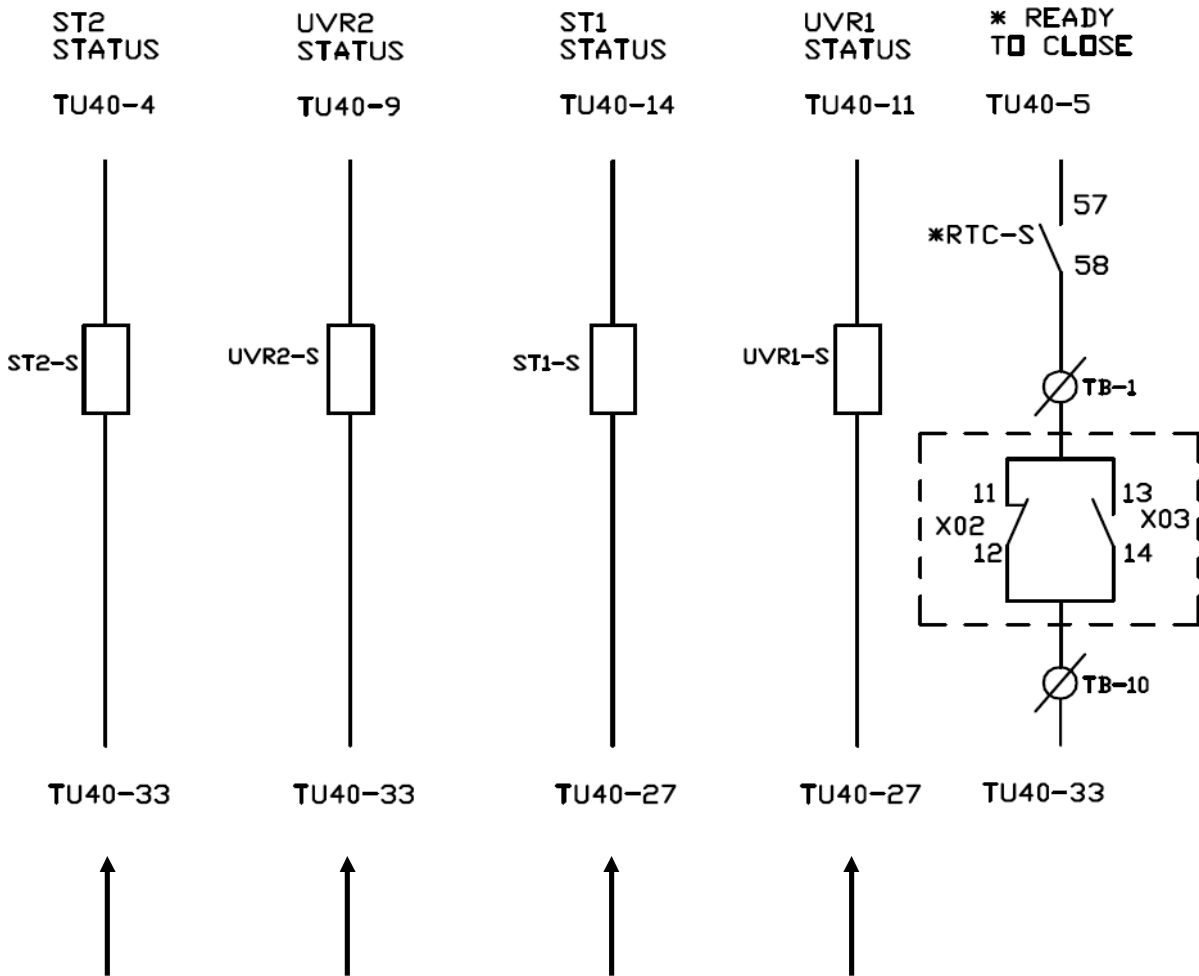 ST2
STATUS
UVR2
STATUS
ST1
STATUS
UVR1
STATUS
* READY
TO CLOSE
TU40-4
TU40-9
TU40-14
TU40-11
TU40-5
57
*RTC-S
58
ST2-S
UVR2-S
ST1-S
UVR1-S
TB-1
11
13
X02
X03
12
14
TB-10
TU40-33
TU40-33
TU40-27
TU40-27
TU40-33